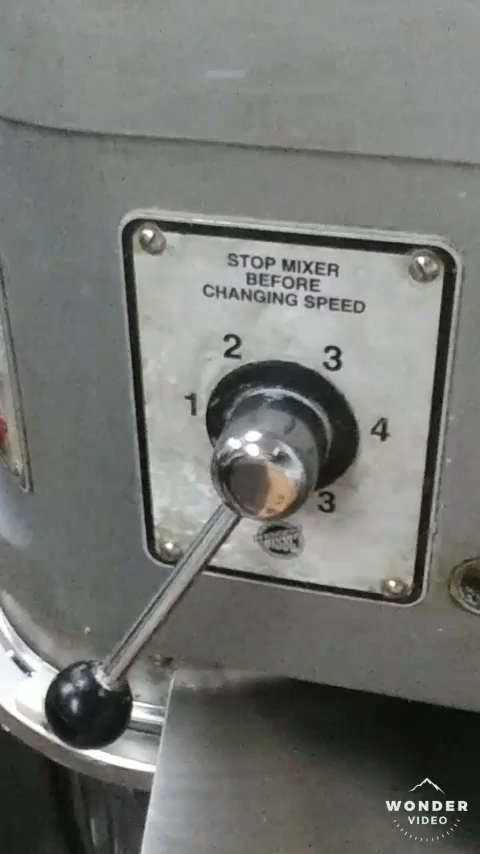 STOP MIXER
BEFORE
CHANGING SPEED
2 3
1 4
3
WONDER
VIDEO